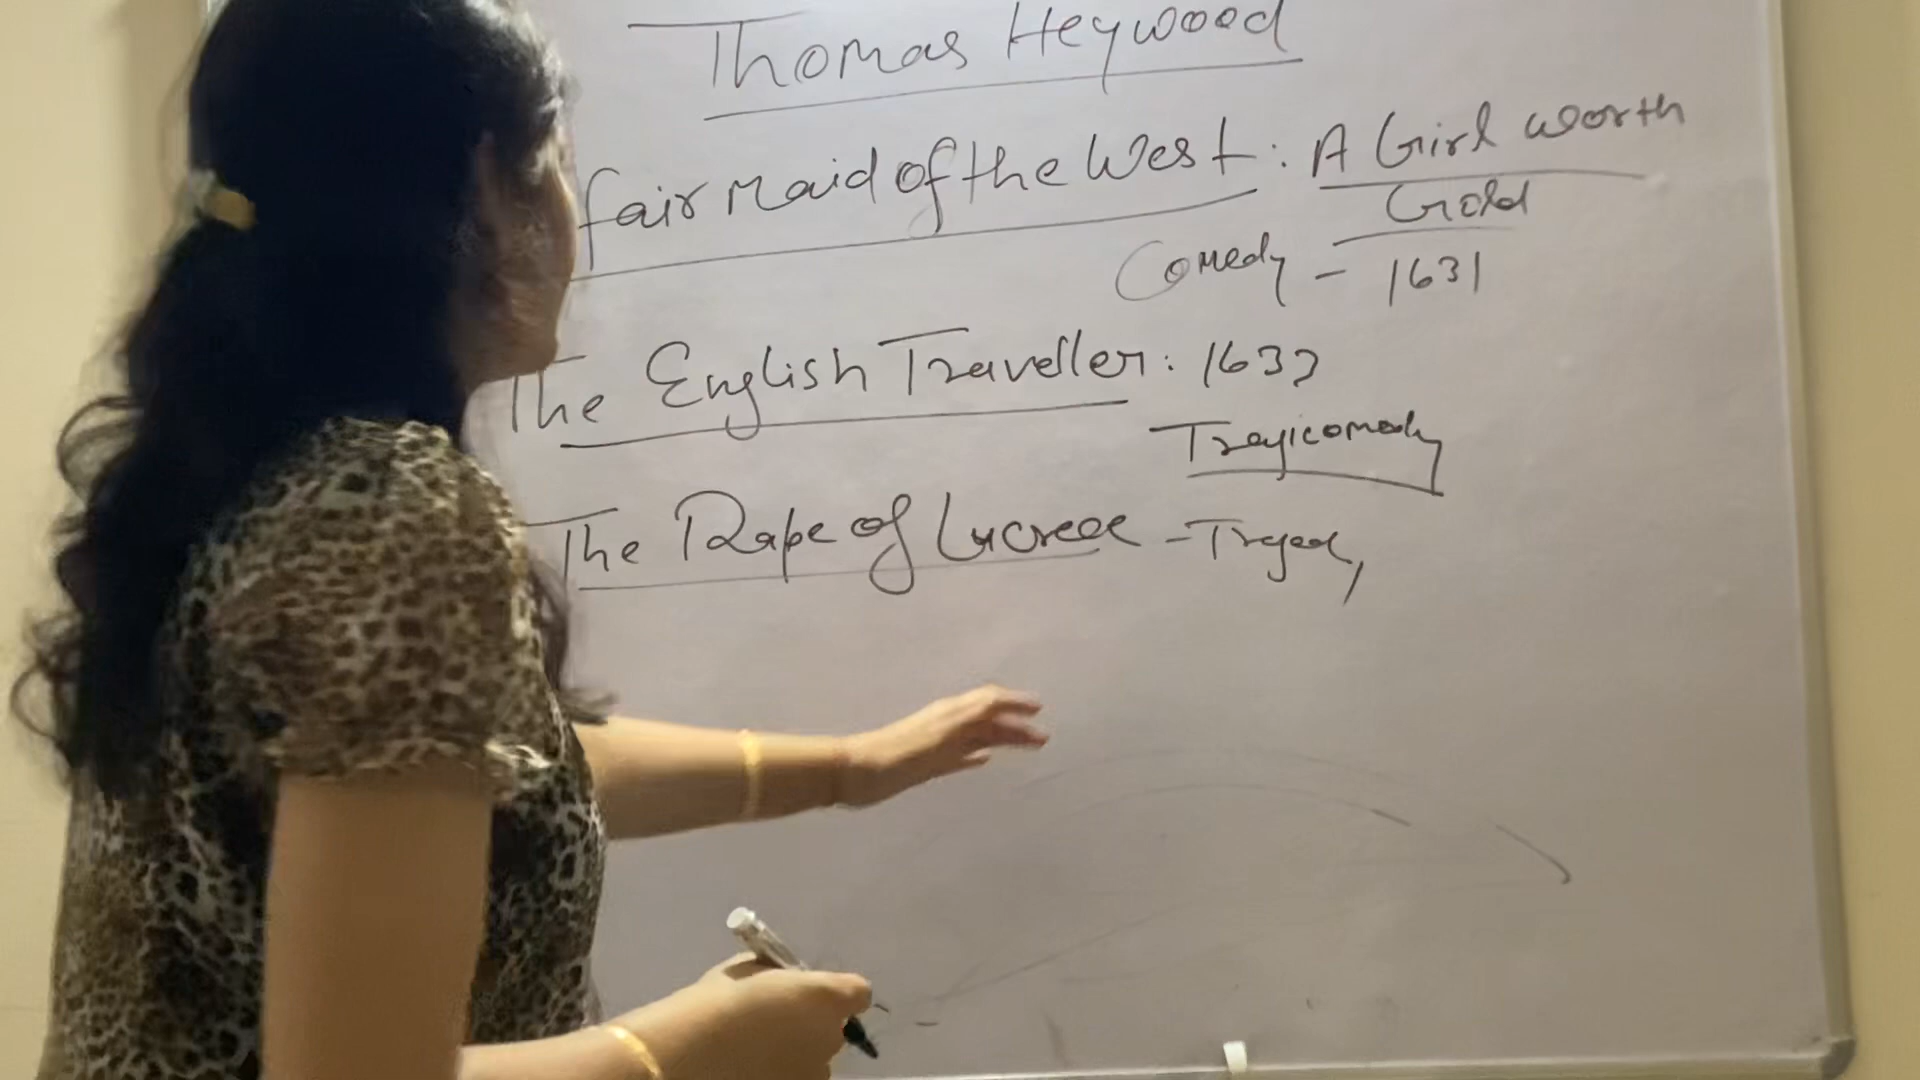 Thomas Heywood
fair Maid of the West : A Girl worth
Gold
Comedy - 1631
The English Traveller : 1633
Tragicomedy
The Rape of Lucrece - Tragedy